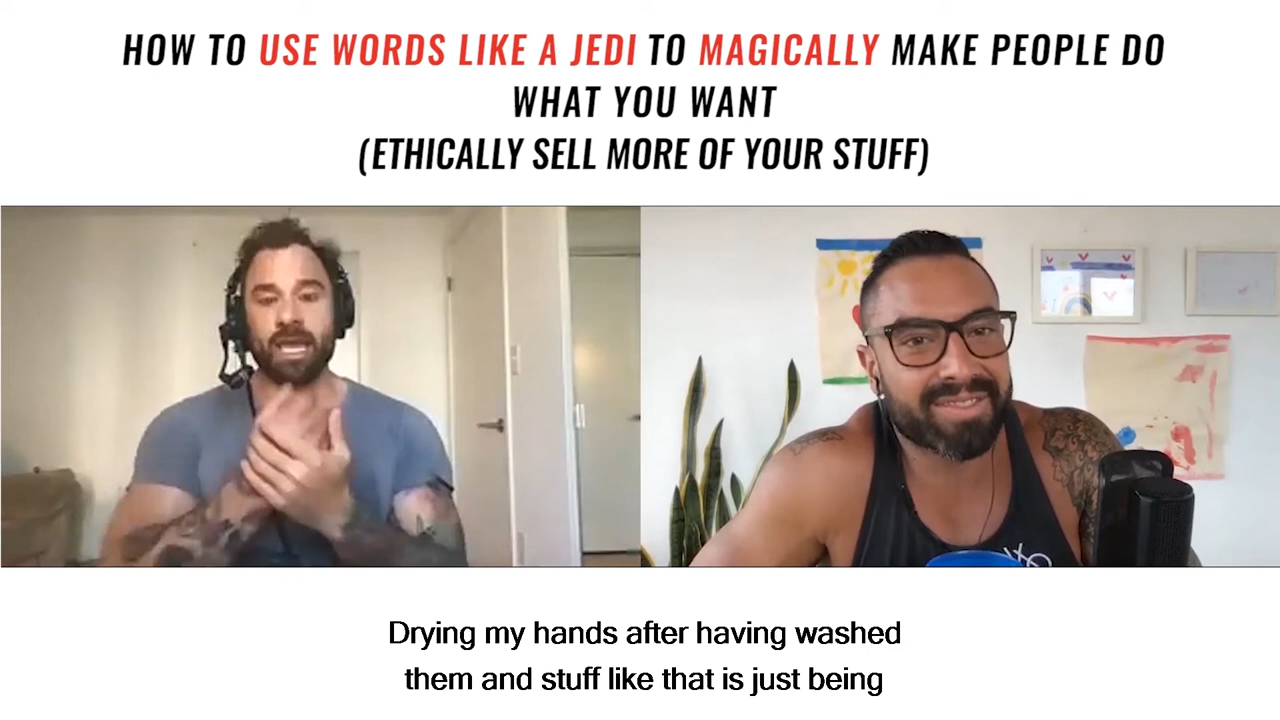 HOW TO USE WORDS LIKE A JEDI TO MAGICALLY MAKE PEOPLE DO
WHAT YOU WANT
(ETHICALLY SELL MORE OF YOUR STUFF)
Drying my hands after having washed
them and stuff like that is just being